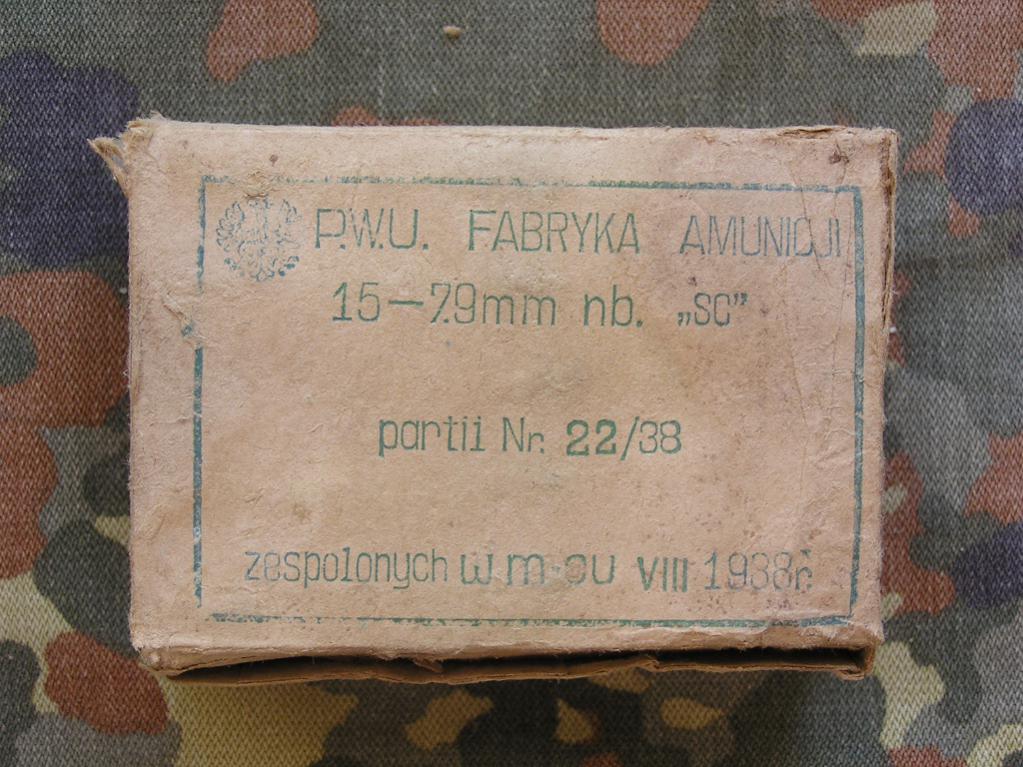 P.W.U. FABRYKA AMUNICJI
15—7.9mm nb. „SC”
partii Nr. 22/38
zespolonych w m-cu VIII 1938r.